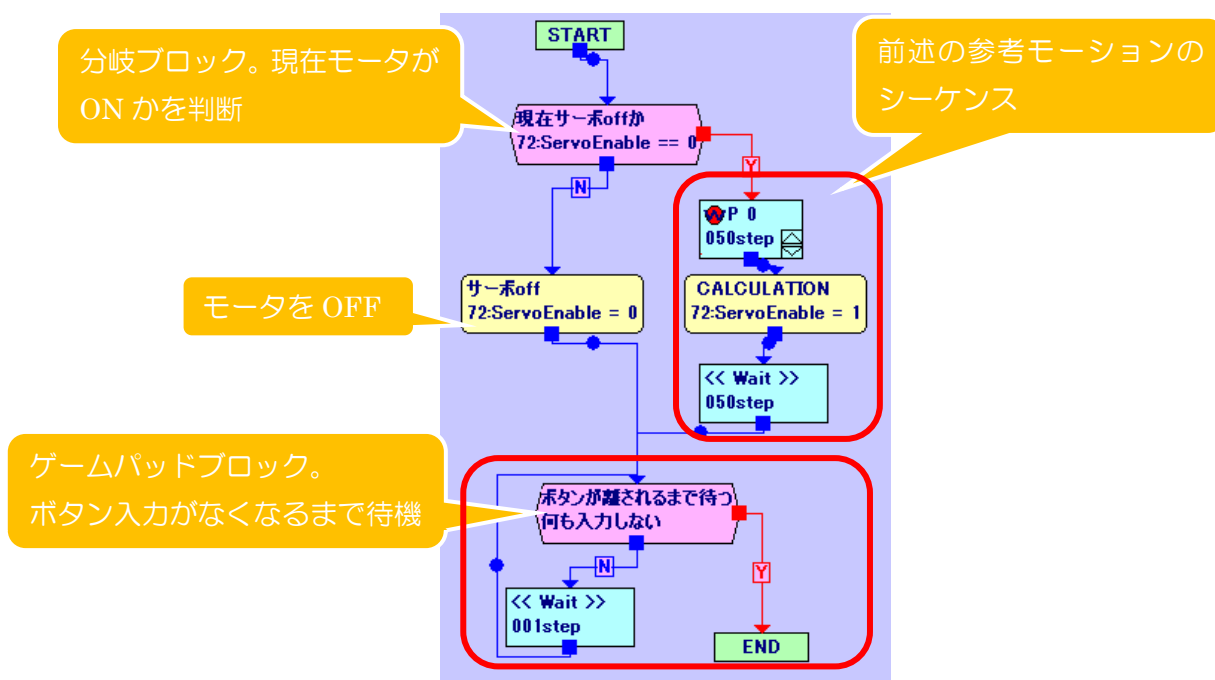 START
分岐ブロック。現在モータが
ON かを判断
前述の参考モーションの
シーケンス
現在サーボoffか
72:ServoEnable == 0
Y
N
P 0
050step
サーボoff
72:ServoEnable = 0
モータを OFF
CALCULATION
72:ServoEnable = 1
<< Wait >>
050step
ゲームパッドブロック。
ボタン入力がなくなるまで待機
ボタンが離されるまで待つ
何も入力しない
N
Y
<< Wait >>
001step
END